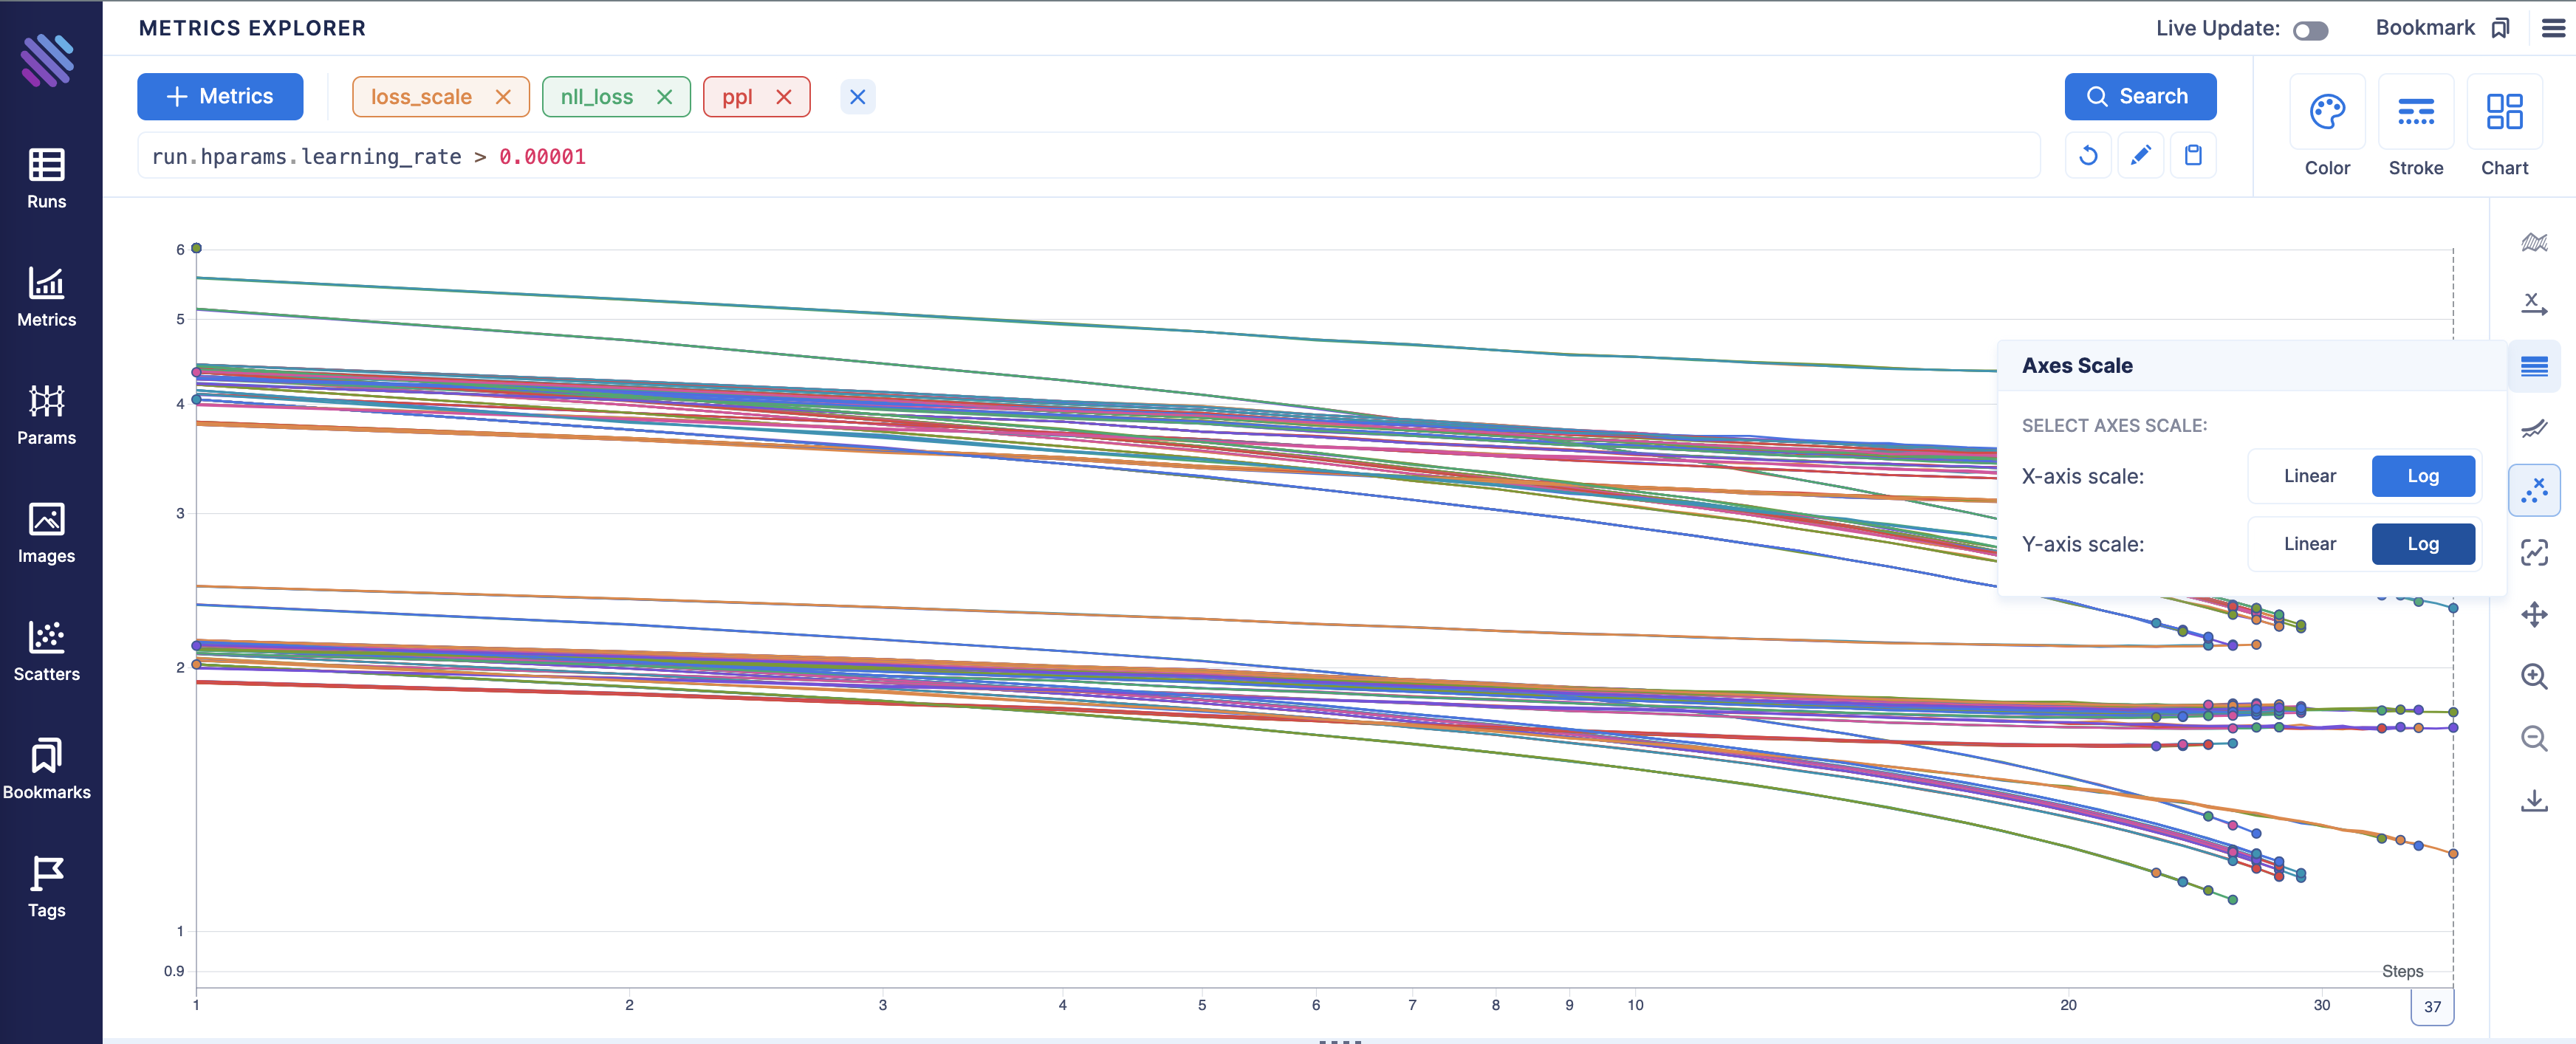 METRICS EXPLORER
Live Update:
Bookmark
Metrics
loss_scale
nll_loss
ppl
Search
run.hparams.learning_rate > 0.00001
Color
Stroke
Chart
Runs
Metrics
Params
Images
Scatters
Bookmarks
Tags
6
5
4
3
2
1
0.9
Axes Scale
SELECT AXES SCALE:
X-axis scale:
Linear
Log
Y-axis scale:
Linear
Log
Steps
1
2
3
4
5
6
7
8
9
10
20
30
37